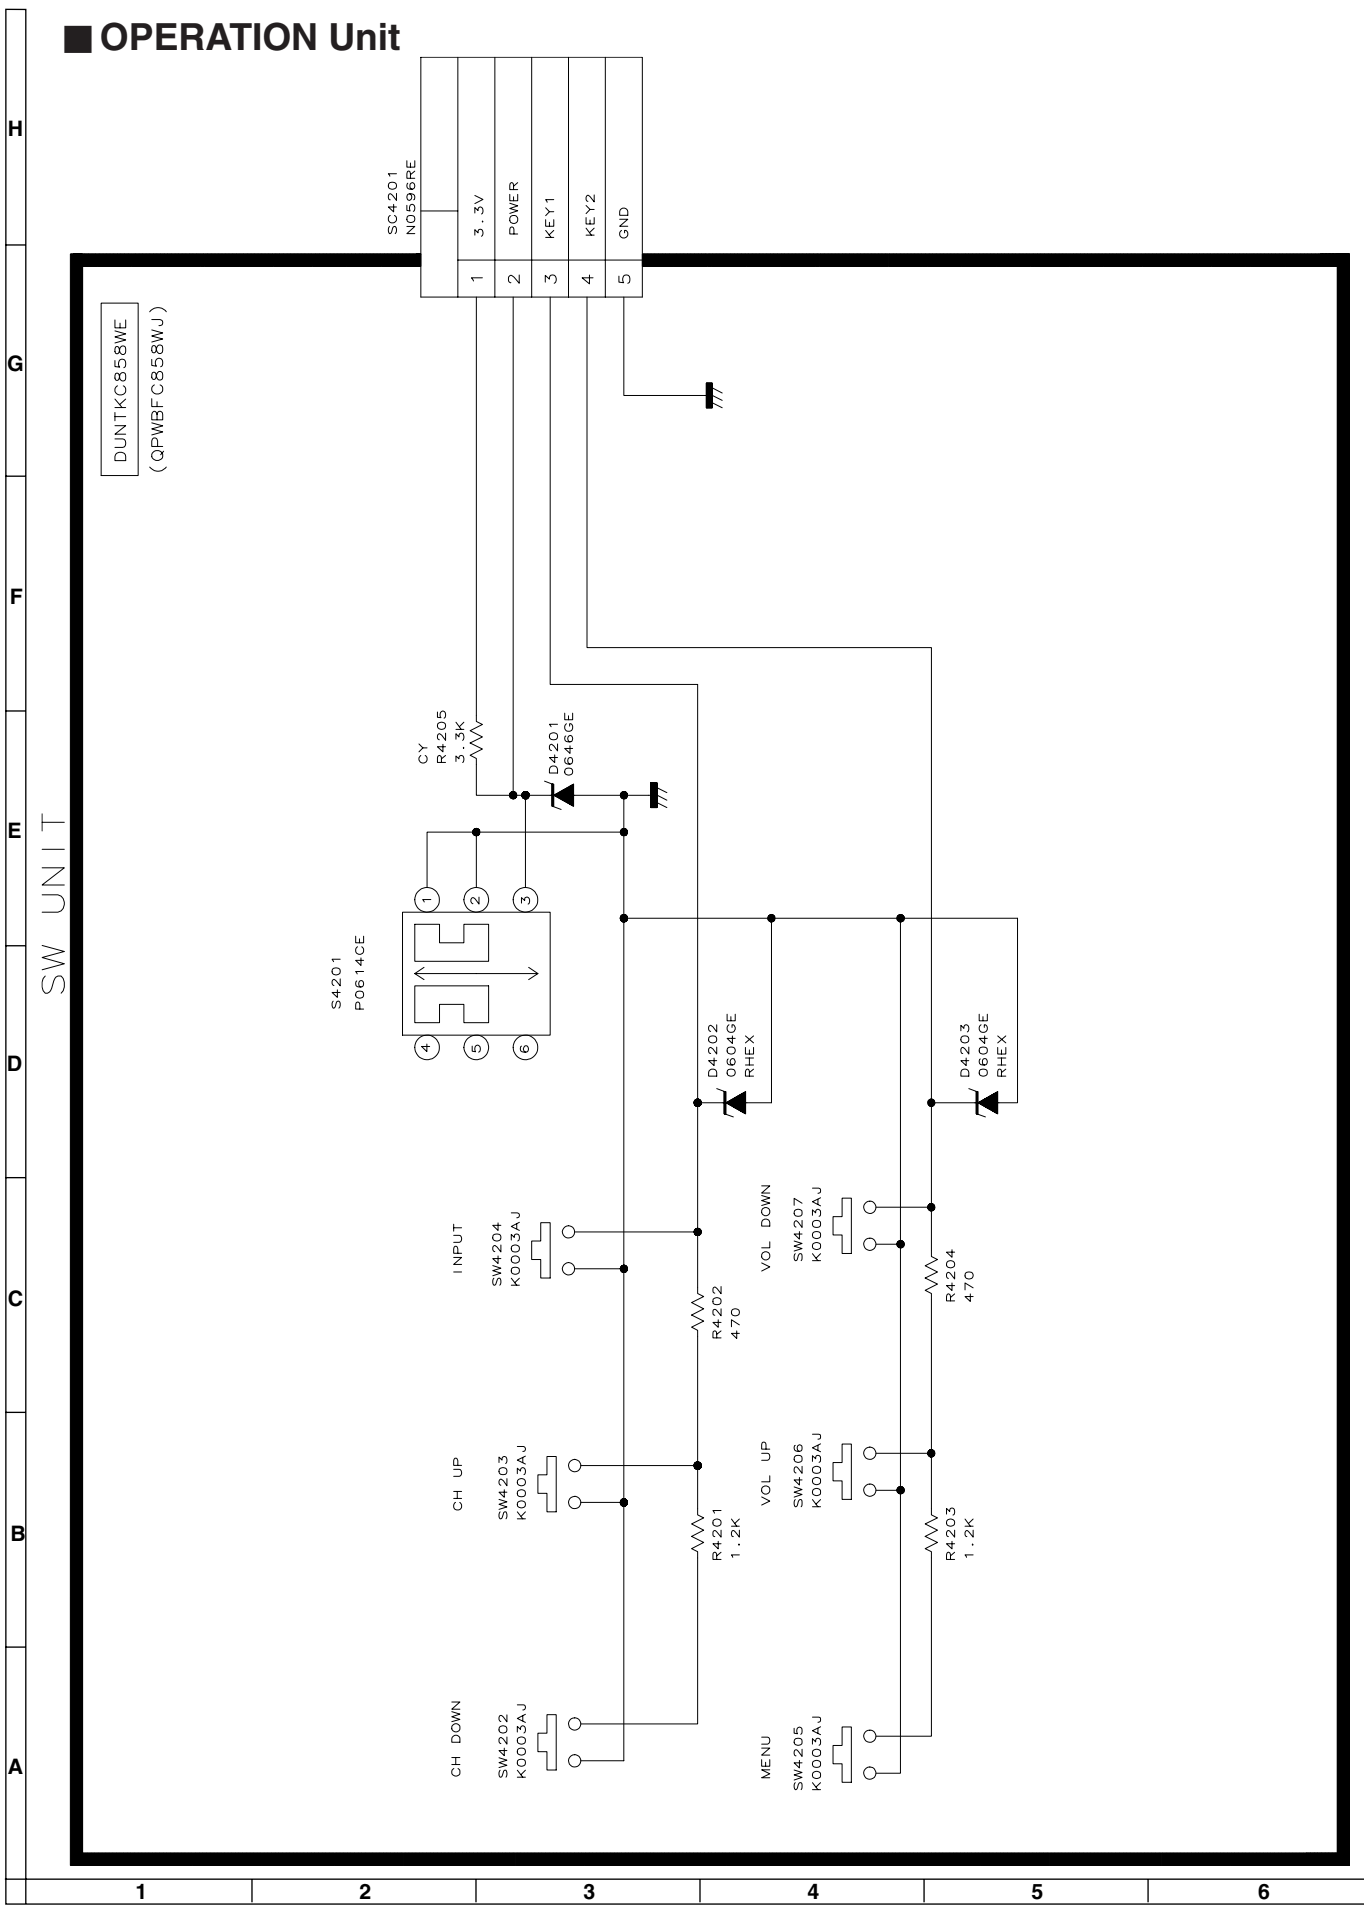 ■ OPERATION Unit
H
G
F
E
D
C
B
A
1
2
3
4
5
6
SW UNIT
DUNTKC858WE
(QPWBFC858WJ)
SC4201
N0596RE
3.3V
POWER
KEY1
KEY2
GND
1
2
3
4
5
CY
R4205
3.3K
D4201
0646GE
S4201
P0614CE
1
2
3
4
5
6
D4202
0604GE
RHEX
D4203
0604GE
RHEX
INPUT
SW4204
K0003AJ
R4202
470
VOL DOWN
SW4207
K0003AJ
R4204
470
CH UP
SW4203
K0003AJ
R4201
1.2K
VOL UP
SW4206
K0003AJ
R4203
1.2K
CH DOWN
SW4202
K0003AJ
MENU
SW4205
K0003AJ